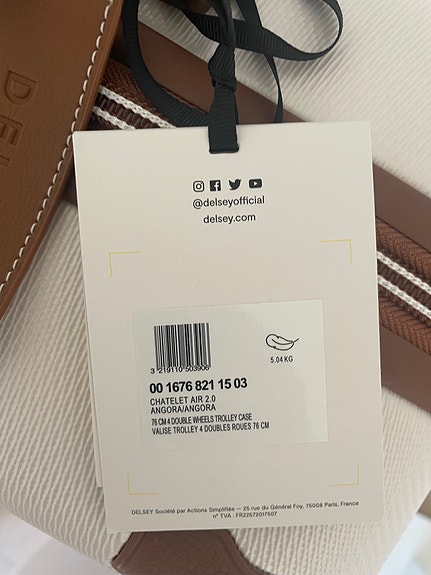 DEL
@delseyofficial
delsey.com
3 219110 503906
5.04 KG
00 1676 821 15 03
CHATELET AIR 2.0
ANGORA/ANGORA
76 CM 4 DOUBLE WHEELS TROLLEY CASE
VALISE TROLLEY 4 DOUBLES ROUES 76 CM
DELSEY Société par Actions Simplifiée — 25 rue du Général Foy, 75008 Paris, France
n° TVA : FR22572017507